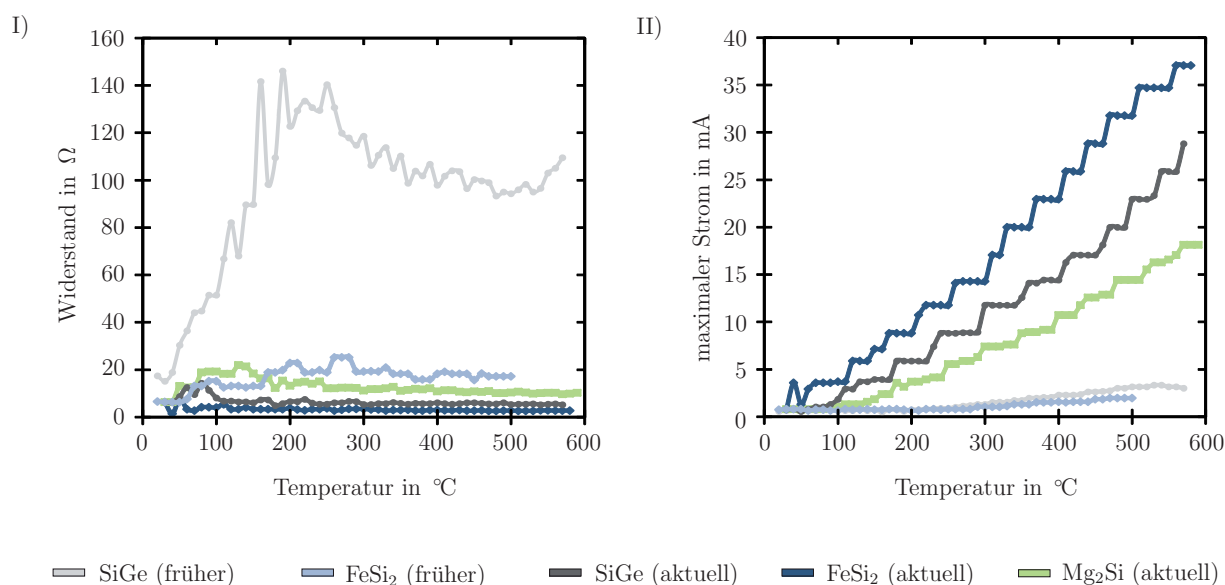 I)
160
140
120
100
80
60
40
20
0
0 100 200 300 400 500 600
Widerstand in Ω
Temperatur in °C
II)
40
35
30
25
20
15
10
5
0
0 100 200 300 400 500 600
maximaler Strom in mA
Temperatur in °C
SiGe (früher) FeSi₂ (früher) SiGe (aktuell) FeSi₂ (aktuell) Mg₂Si (aktuell)